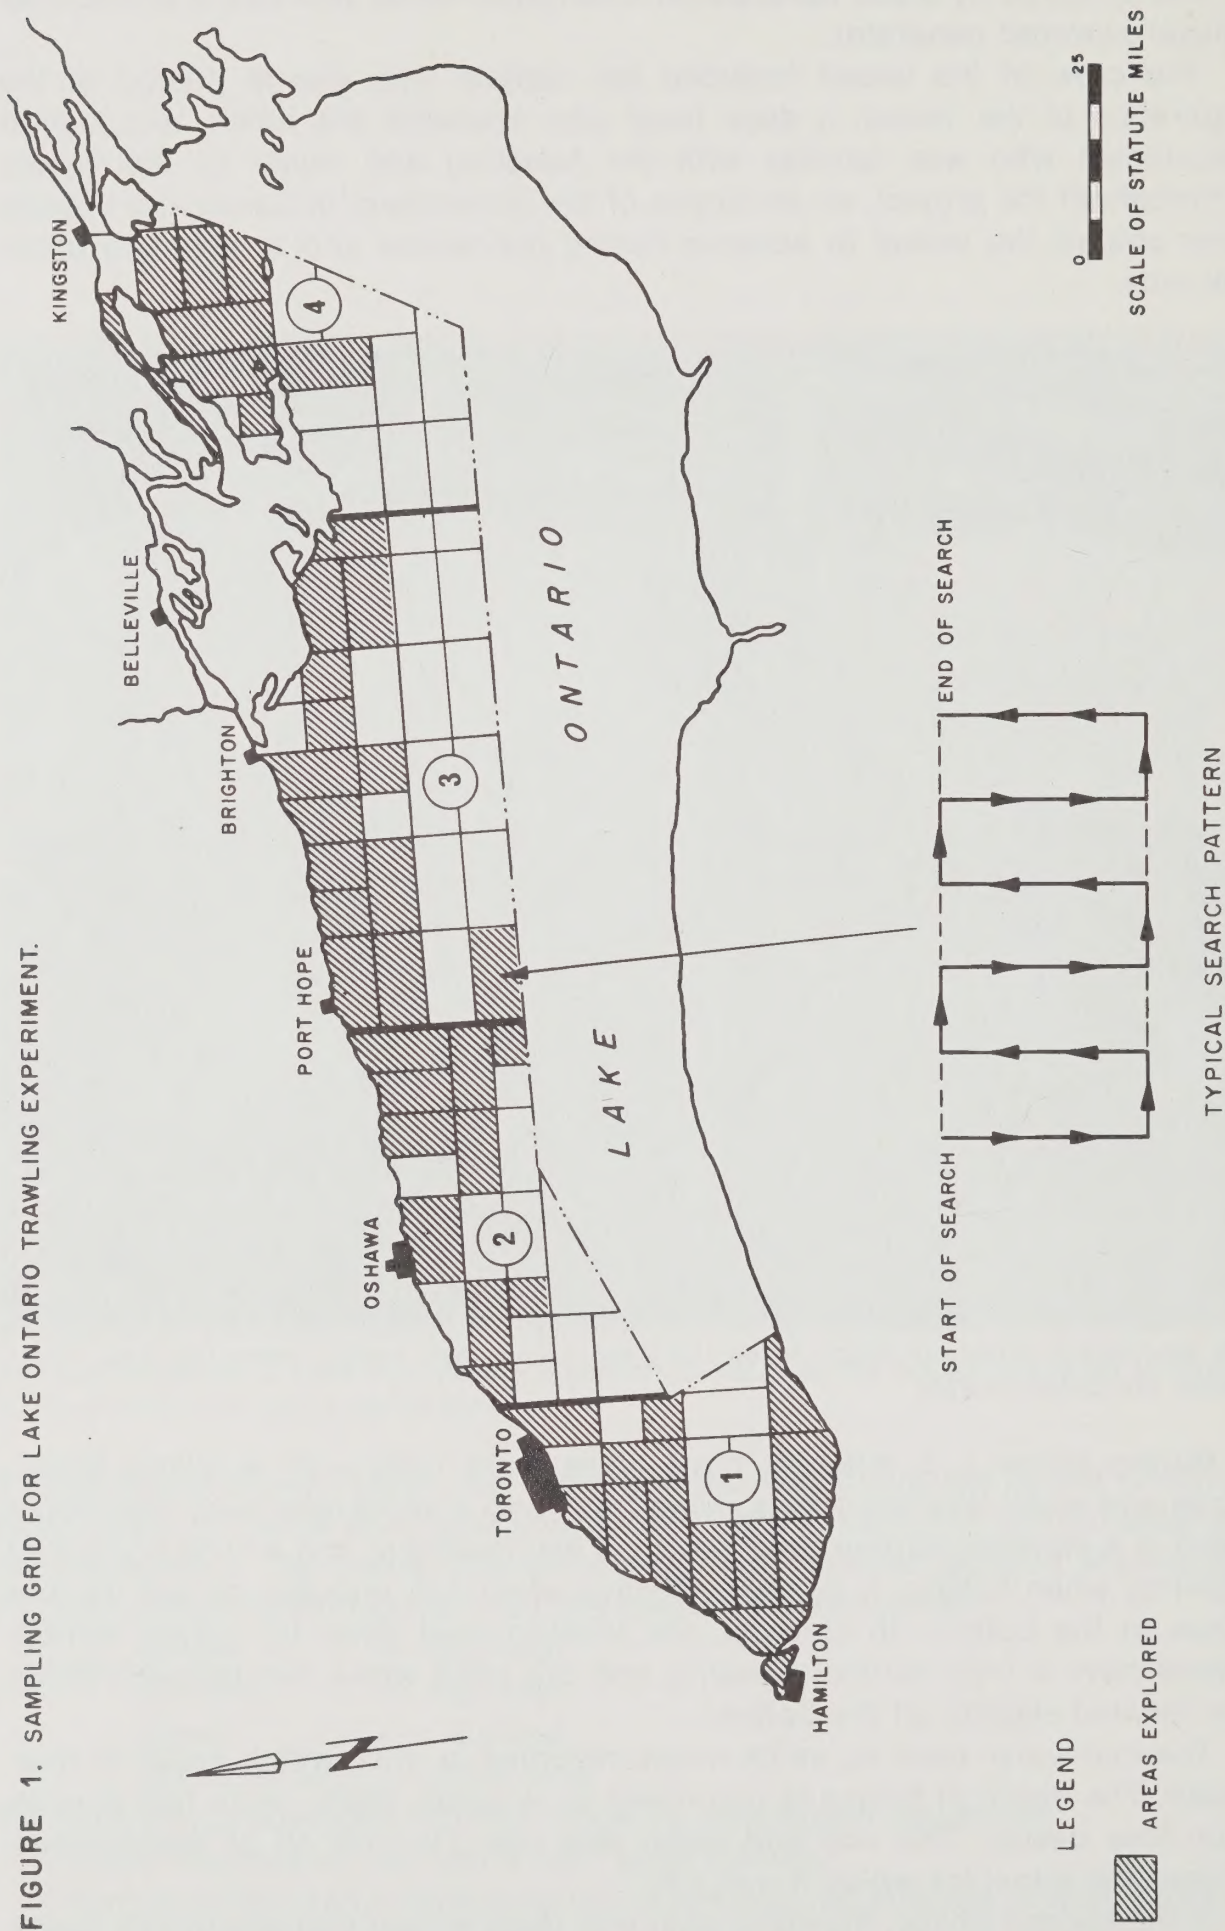 FIGURE 1. SAMPLING GRID FOR LAKE ONTARIO TRAWLING EXPERIMENT.
KINGSTON
BELLEVILLE
BRIGHTON
PORT HOPE
OSHAWA
TORONTO
HAMILTON
1
2
3
4
LAKE ONTARIO
N
START OF SEARCH
END OF SEARCH
TYPICAL SEARCH PATTERN
LEGEND
AREAS EXPLORED
0 25
SCALE OF STATUTE MILES